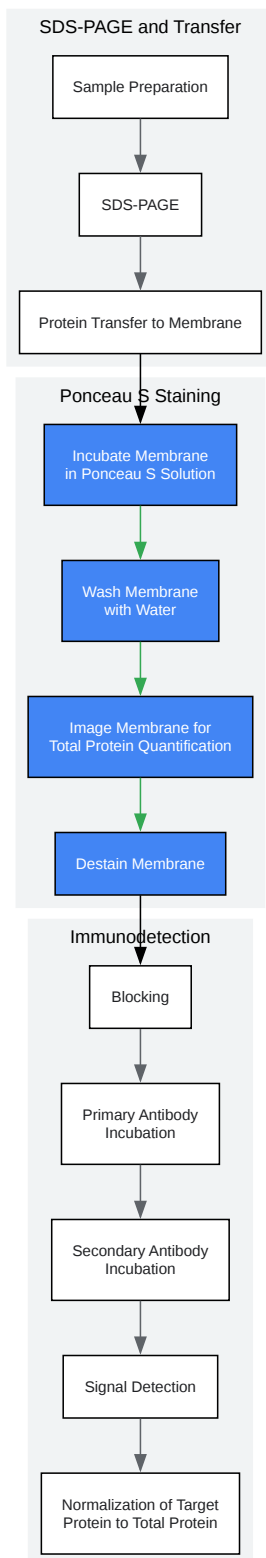 SDS-PAGE and Transfer
Sample Preparation
SDS-PAGE
Protein Transfer to Membrane
Ponceau S Staining
Incubate Membrane
in Ponceau S Solution
Wash Membrane
with Water
Image Membrane for
Total Protein Quantification
Destain Membrane
Immunodetection
Blocking
Primary Antibody
Incubation
Secondary Antibody
Incubation
Signal Detection
Normalization of Target
Protein to Total Protein